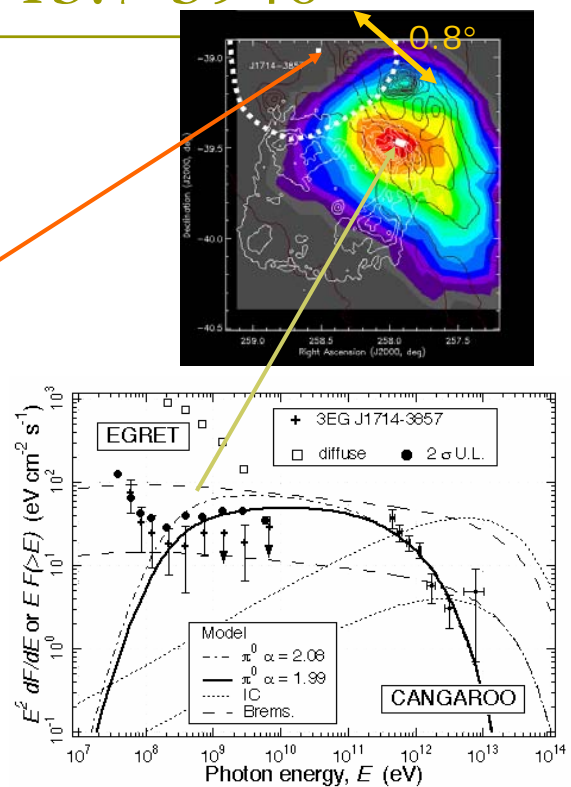 0.8°
J1714-385
-39.0
-39.5
-40.0
-40.5
Declination (J2000, deg)
259.0 258.5 258.0 257.5
Right Ascension (J2000, deg)
EGRET
+ 3EG J1714-3857
□ diffuse ● 2 σ U.L.
Model
π⁰ α = 2.08
π⁰ α = 1.99
IC
Brems.
CANGAROO
E² dF/dE or E F(>E) (eV cm⁻² s⁻¹)
10³
10²
10¹
10⁰
10⁻¹
10⁷ 10⁸ 10⁹ 10¹⁰ 10¹¹ 10¹² 10¹³ 10¹⁴
Photon energy, E (eV)